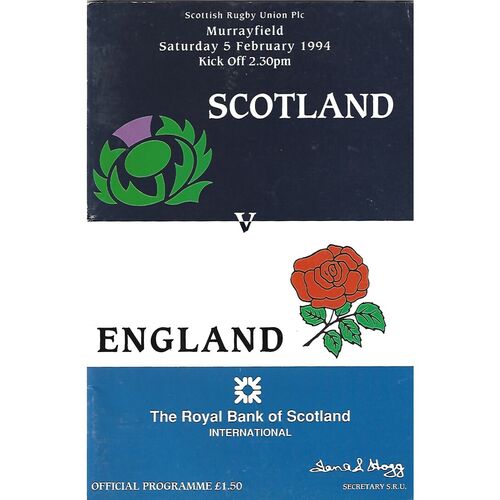 Scottish Rugby Union Plc
Murrayfield
Saturday 5 February 1994
Kick Off 2.30pm
SCOTLAND
V
ENGLAND
The Royal Bank of Scotland
INTERNATIONAL
OFFICIAL PROGRAMME £1.50
SECRETARY S.R.U.